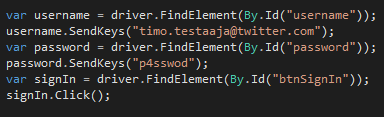 var username = driver.FindElement(By.Id("username"));
username.SendKeys("timo.testaaja@twitter.com");
var password = driver.FindElement(By.Id("password"));
password.SendKeys("p4sswod");
var signIn = driver.FindElement(By.Id("btnSignIn"));
signIn.Click();